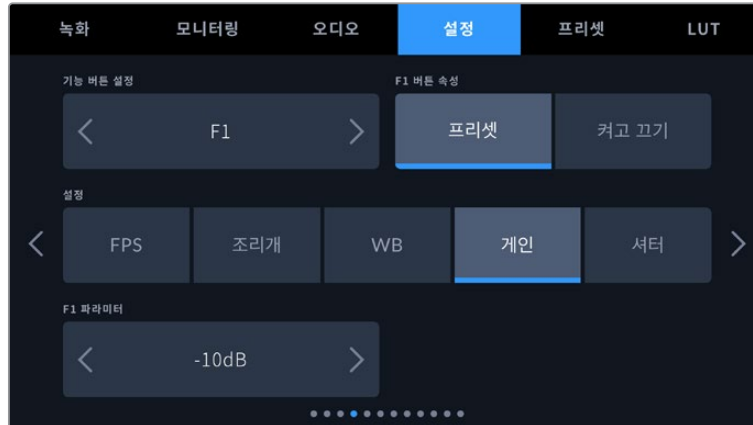 녹화 모니터링 오디오 설정 프리셋 LUT
기능 버튼 설정 F1 버튼 속성
F1 프리셋 켜고 끄기
설정
FPS 조리개 WB 게인 셔터
F1 파라미터
-10dB